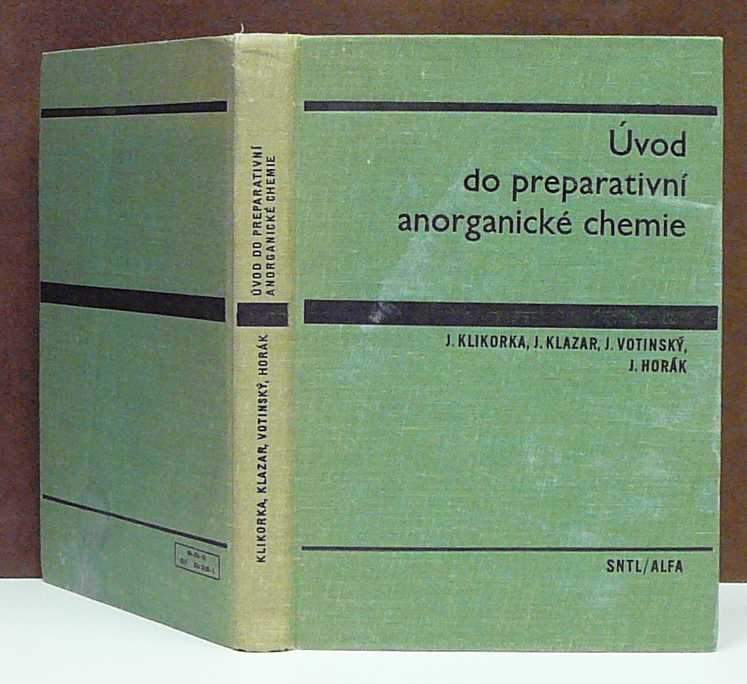 Úvod
do preparativní
anorganické chemie
J. KLIKORKA, J. KLAZAR, J. VOTINSKÝ,
J. HORÁK
SNTL/ALFA
ÚVOD DO PREPARATIVNÍ
ANORGANICKÉ CHEMIE
KLIKORKA, KLAZAR, VOTINSKÝ, HORÁK